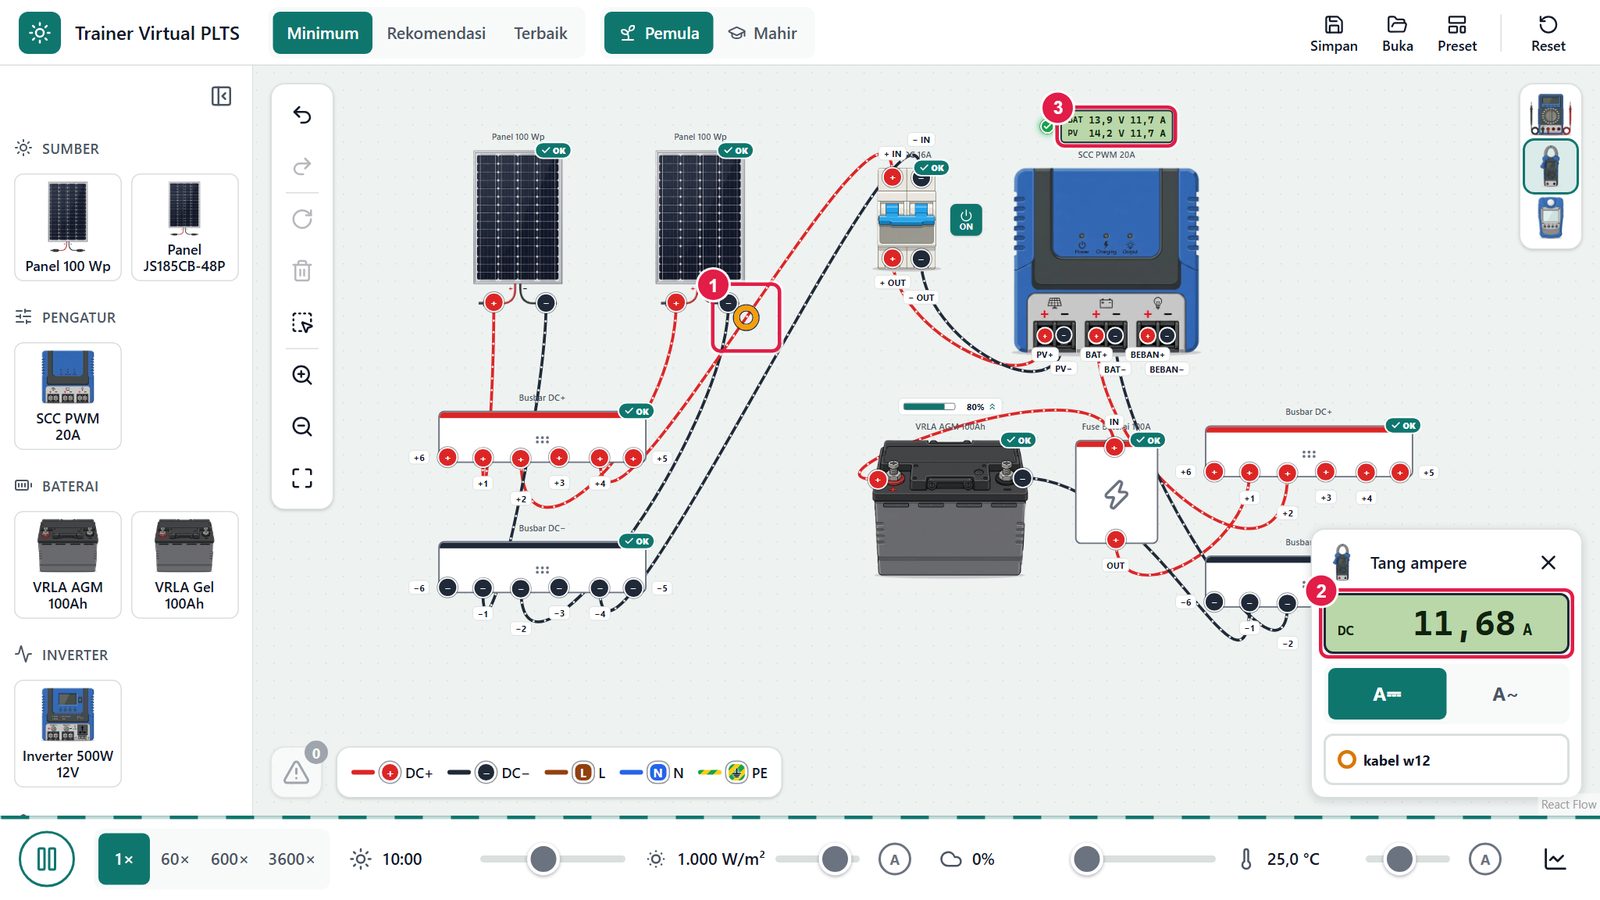 Trainer Virtual PLTS
Minimum
Rekomendasi
Terbaik
Pemula
Mahir
Simpan
Buka
Preset
Reset
SUMBER
Panel 100 Wp
Panel
JS185CB-48P
PENGATUR
SCC PWM
20A
BATERAI
VRLA AGM
100Ah
VRLA Gel
100Ah
INVERTER
Inverter 500W
12V
Panel 100 Wp
OK
Panel 100 Wp
OK
1
+ IN
− IN
16A
OK
ON
+ OUT
− OUT
3
BAT 13,9 V 11,7 A
PV 14,2 V 11,7 A
SCC PWM 20A
Power
Charging
Output
PV+
PV−
BAT+
BAT−
BEBAN+
BEBAN−
Busbar DC+
OK
+6
+1
+2
+3
+4
+5
Busbar DC−
OK
−6
−1
−2
−3
−4
−5
80%
VRLA AGM 100Ah
OK
IN
OK
OUT
Busbar DC+
OK
+6
+1
+2
+3
+4
+5
−6
−1
−2
2
Tang ampere
DC
11,68 A
A⎓
A~
kabel w12
React Flow
0
DC+
DC−
L
L
N
N
PE
1×
60×
600×
3600×
10:00
1.000 W/m²
A
0%
25,0 °C
A